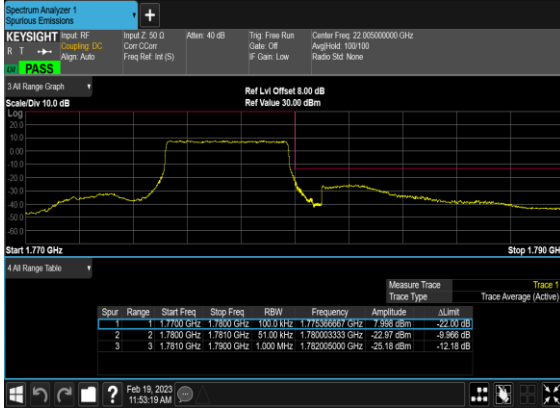 Spectrum Analyzer 1
Spurious Emissions
KEYSIGHT Input: RF Input Z: 50 Ω Atten: 40 dB Trig: Free Run Center Freq: 22.005000000 GHz
R T Coupling: DC Corr CCorr Gate: Off Avg|Hold: 100/100
Align: Auto Freq Ref: Int (S) IF Gain: Low Radio Std: None
PASS
3 All Range Graph
Ref Lvl Offset 8.00 dB
Scale/Div 10.0 dB Ref Value 30.00 dBm
Log
20.0
10.0
0.00
-10.0
-20.0
-30.0
-40.0
-50.0
-60.0
Start 1.770 GHz Stop 1.790 GHz
4 All Range Table
Measure Trace Trace 1
Trace Type Trace Average (Active)
Spur Range Start Freq Stop Freq RBW Frequency Amplitude ΔLimit
1 1 1.7700 GHz 1.7800 GHz 100.0 kHz 1.775366667 GHz 7.998 dBm -22.00 dB
2 2 1.7800 GHz 1.7810 GHz 51.00 kHz 1.780003333 GHz -22.97 dBm -9.966 dB
3 3 1.7810 GHz 1.7900 GHz 1.000 MHz 1.782005000 GHz -25.18 dBm -12.18 dB
Feb 19, 2023
11:53:19 AM